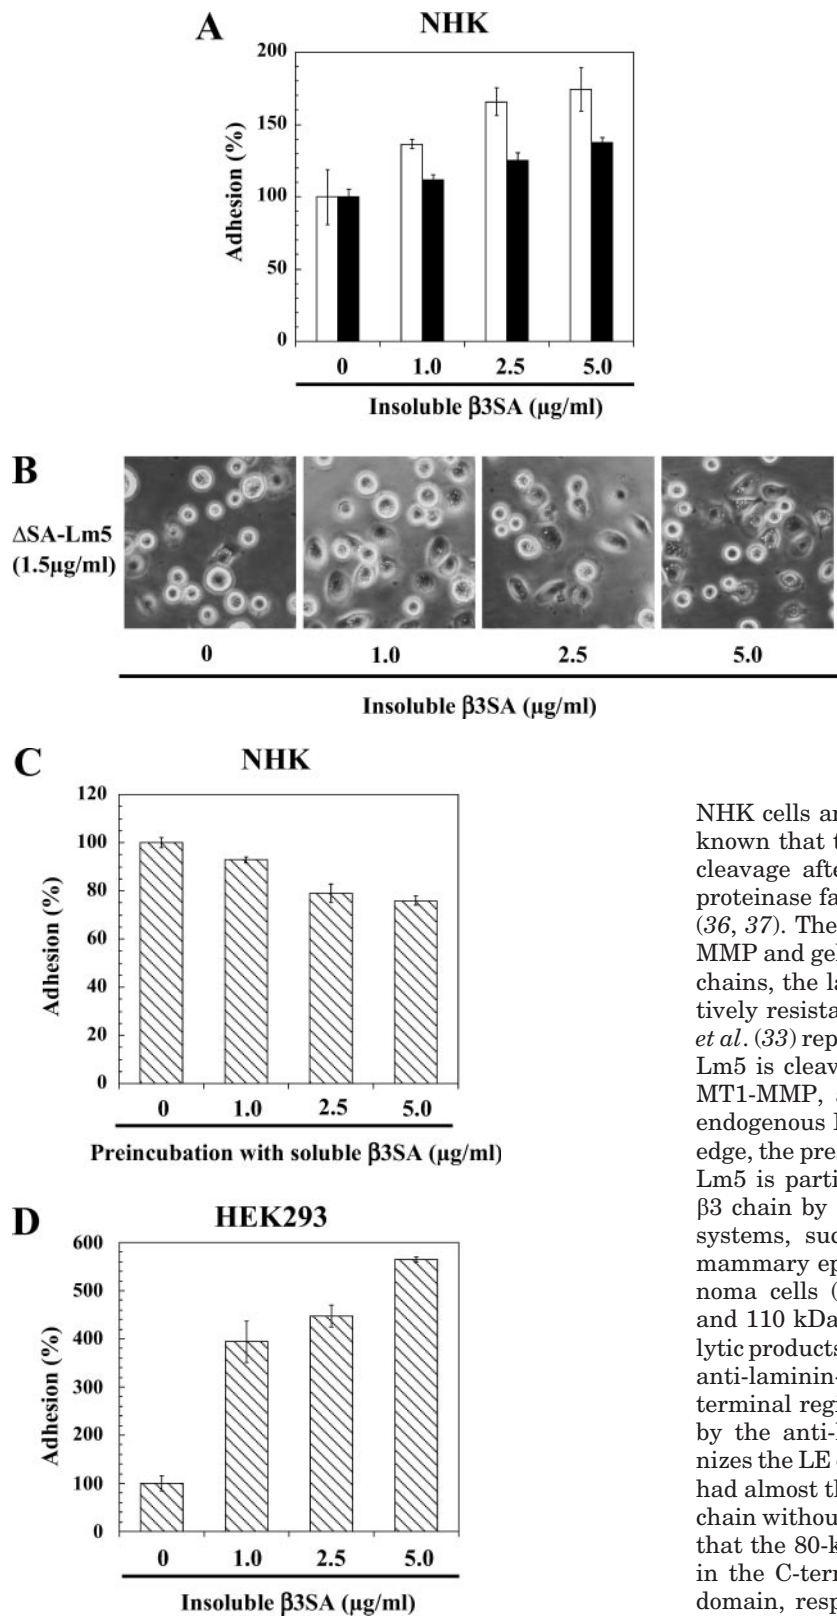 A
NHK
200
150
100
50
0
Adhesion (%)
0 1.0 2.5 5.0
Insoluble β3SA (μg/ml)
B
ΔSA-Lm5
(1.5μg/ml)
0 1.0 2.5 5.0
Insoluble β3SA (μg/ml)
C
NHK
120
100
80
60
40
20
0
Adhesion (%)
0 1.0 2.5 5.0
Preincubation with soluble β3SA (μg/ml)
D
HEK293
600
500
400
300
200
100
0
Adhesion (%)
0 1.0 2.5 5.0
Insoluble β3SA (μg/ml)
NHK cells an
known that t
cleavage afte
proteinase fa
(36, 37). The
MMP and gel
chains, the la
tively resista
et al. (33) rep
Lm5 is cleav
MT1-MMP,
endogenous
edge, the pre
Lm5 is parti
β3 chain by
systems, suc
mammary ep
noma cells (
and 110 kDa
lytic products
anti-laminin-
terminal regi
by the anti-
nizes the LE
had almost th
chain withou
that the 80-k
in the C-tern
domain, resp